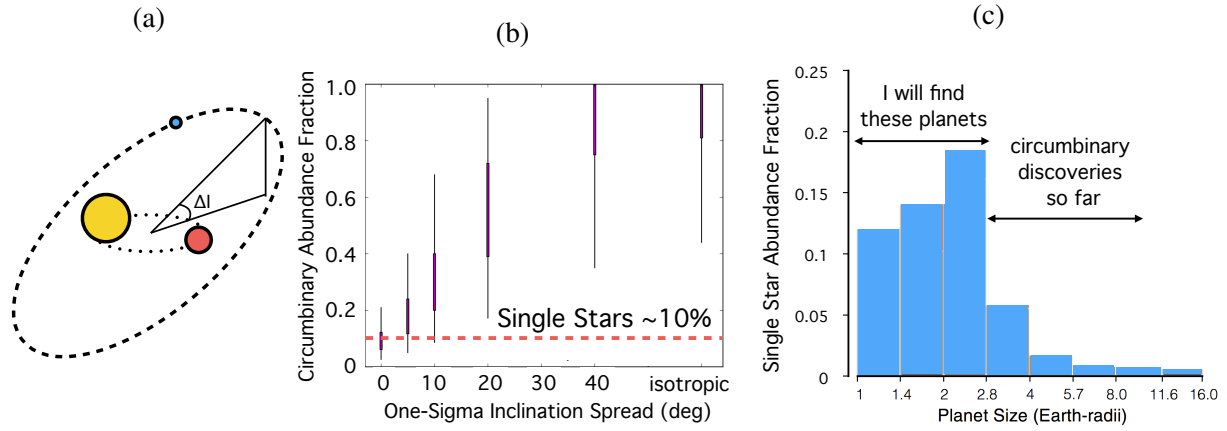 (a)
ΔI
(b)
Circumbinary Abundance Fraction
1.0
0.8
0.6
0.4
0.2
0.1
0
Single Stars ~10%
0
10
20
30
40
isotropic
One-Sigma Inclination Spread (deg)
(c)
Single Star Abundance Fraction
0.25
0.2
0.15
0.1
0.05
0
I will find
these planets
circumbinary
discoveries
so far
1
1.4
2
2.8
4
5.7
8.0
11.6
16.0
Planet Size (Earth-radii)